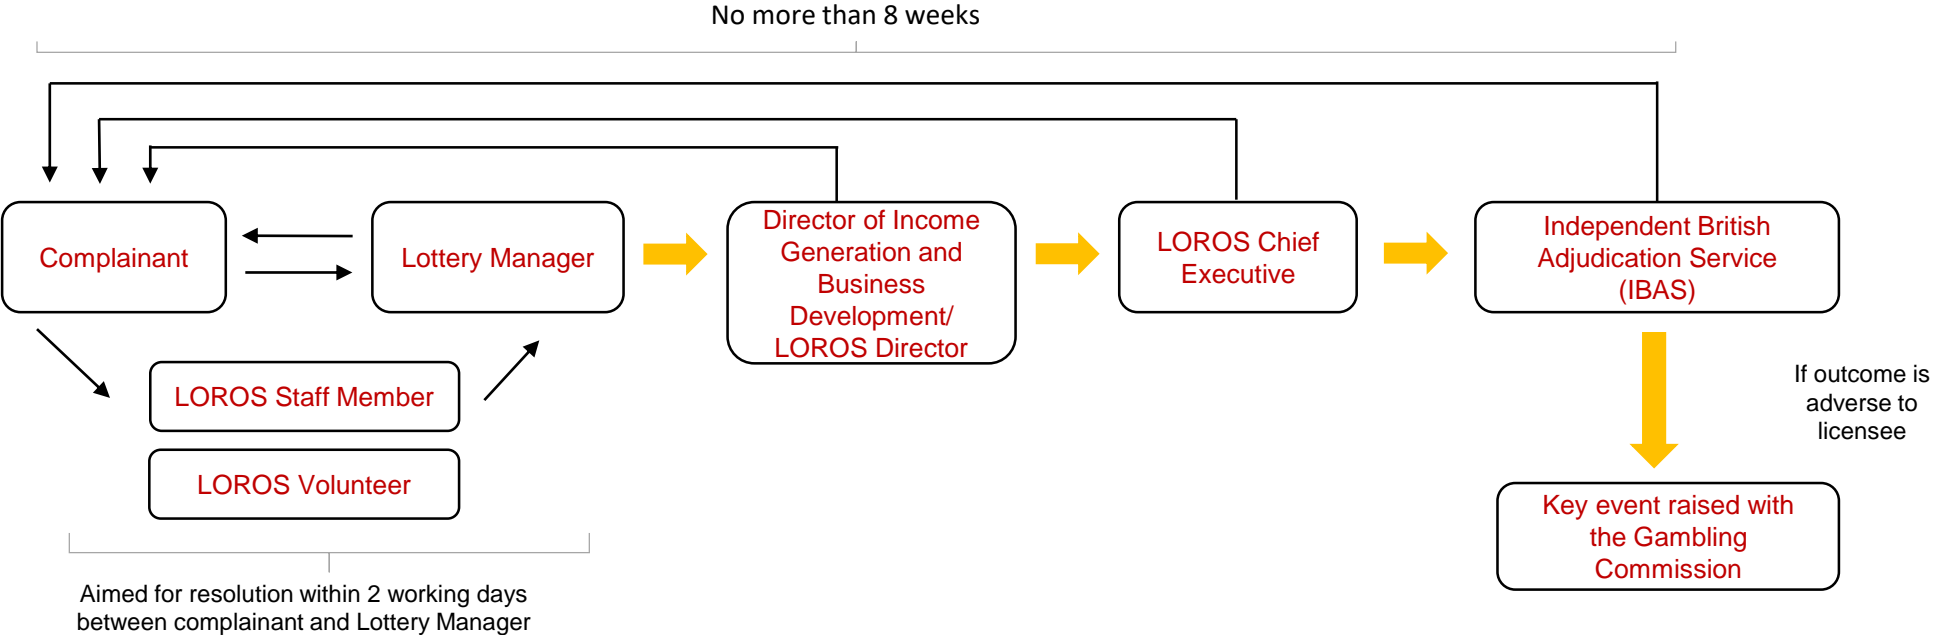 No more than 8 weeks
Complainant
Lottery Manager
Director of Income
Generation and
Business
Development/
LOROS Director
LOROS Chief
Executive
Independent British
Adjudication Service
(IBAS)
LOROS Staff Member
LOROS Volunteer
If outcome is
adverse to
licensee
Key event raised with
the Gambling
Commission
Aimed for resolution within 2 working days
between complainant and Lottery Manager